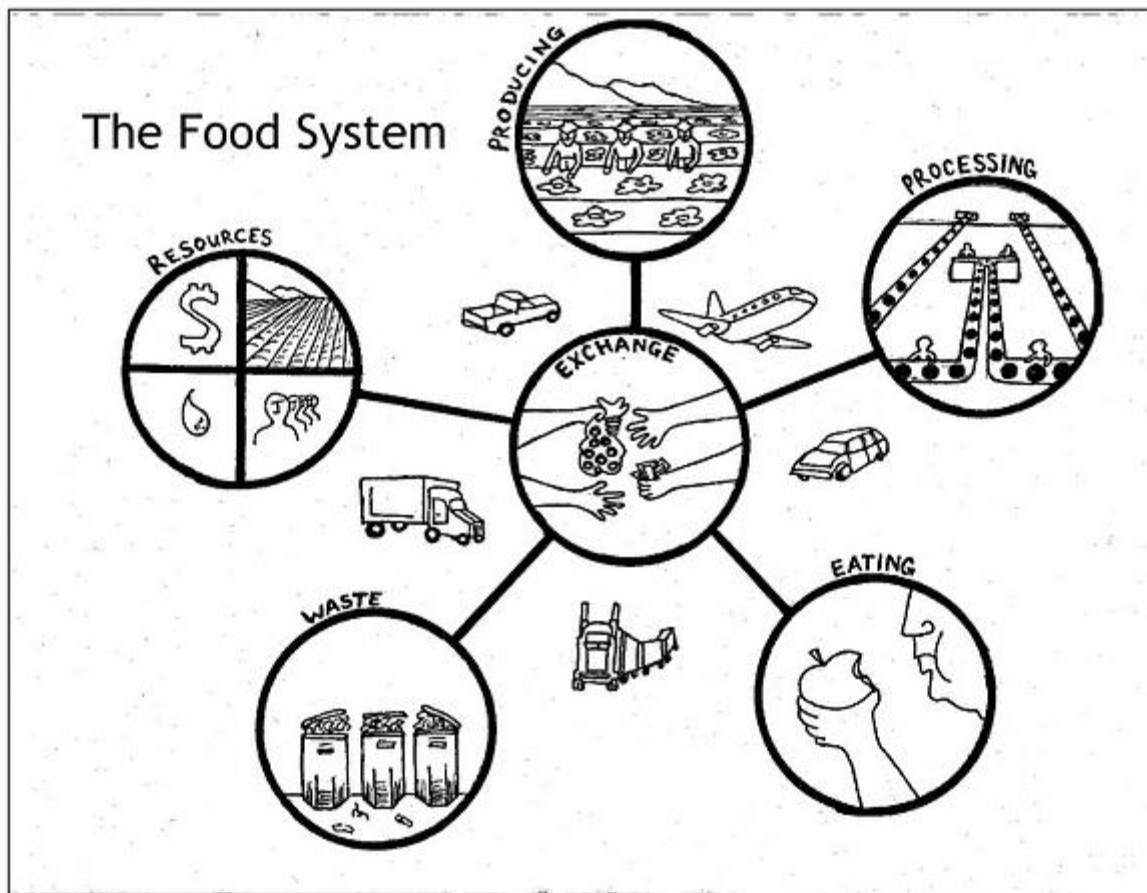 The Food System
PRODUCING
PROCESSING
RESOURCES
$
EXCHANGE
EATING
WASTE